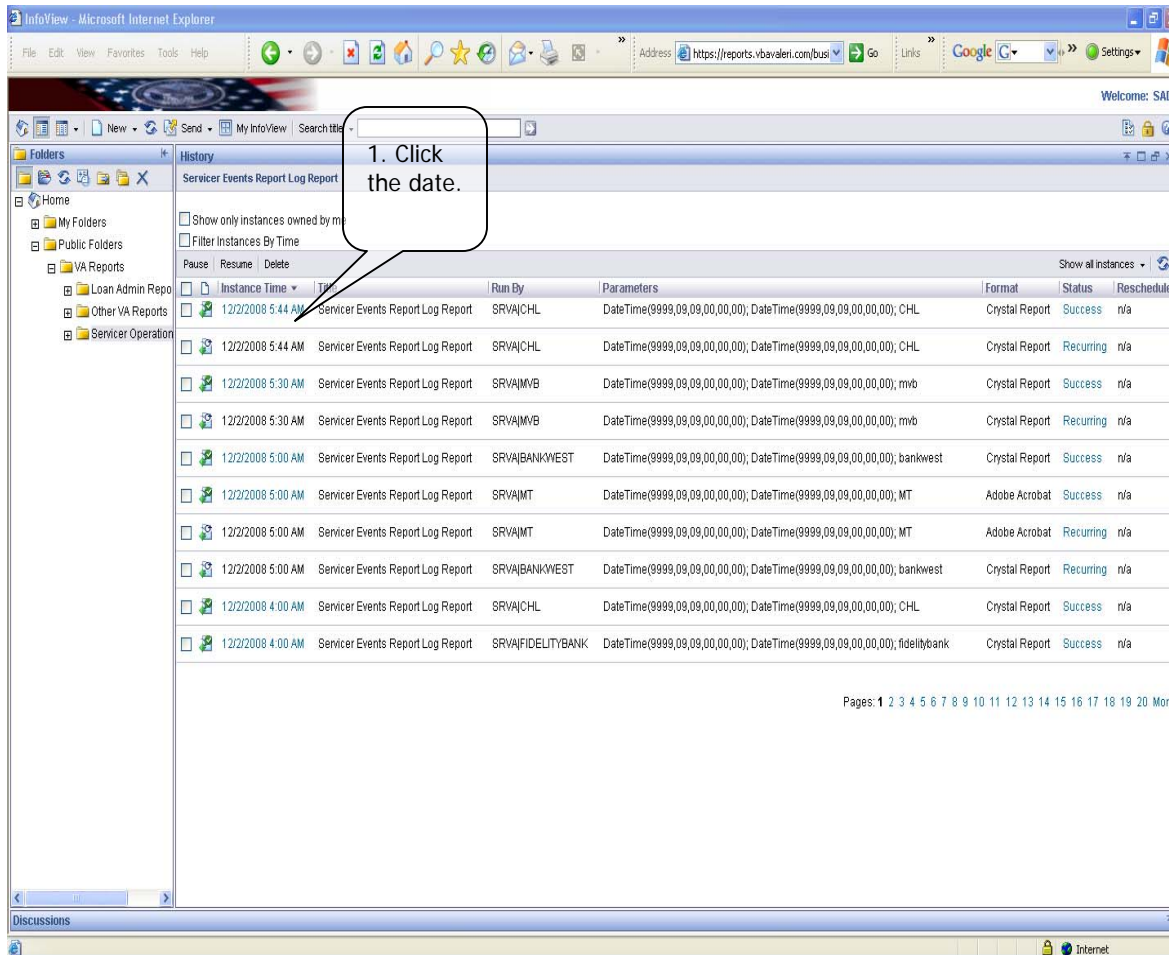 InfoView - Microsoft Internet Explorer
File Edit View Favorites Tools Help
» Address https://reports.vbavaleri.com/busi Go Links » Google G » Settings
Welcome: SAD
New Send My InfoView Search title
Folders
Home
My Folders
Public Folders
VA Reports
Loan Admin Repo
Other VA Reports
Servicer Operation
History
Servicer Events Report Log Report
1. Click
the date.
Show only instances owned by me
Filter Instances By Time
Pause Resume Delete Show all instances
Instance Time Title Run By Parameters Format Status Reschedule
12/2/2008 5:44 AM Servicer Events Report Log Report SRVA|CHL DateTime(9999,09,09,00,00,00); DateTime(9999,09,09,00,00,00); CHL Crystal Report Success n/a
12/2/2008 5:44 AM Servicer Events Report Log Report SRVA|CHL DateTime(9999,09,09,00,00,00); DateTime(9999,09,09,00,00,00); CHL Crystal Report Recurring n/a
12/2/2008 5:30 AM Servicer Events Report Log Report SRVA|MVB DateTime(9999,09,09,00,00,00); DateTime(9999,09,09,00,00,00); mvb Crystal Report Success n/a
12/2/2008 5:30 AM Servicer Events Report Log Report SRVA|MVB DateTime(9999,09,09,00,00,00); DateTime(9999,09,09,00,00,00); mvb Crystal Report Recurring n/a
12/2/2008 5:00 AM Servicer Events Report Log Report SRVA|BANKWEST DateTime(9999,09,09,00,00,00); DateTime(9999,09,09,00,00,00); bankwest Crystal Report Success n/a
12/2/2008 5:00 AM Servicer Events Report Log Report SRVA|MT DateTime(9999,09,09,00,00,00); DateTime(9999,09,09,00,00,00); MT Adobe Acrobat Success n/a
12/2/2008 5:00 AM Servicer Events Report Log Report SRVA|MT DateTime(9999,09,09,00,00,00); DateTime(9999,09,09,00,00,00); MT Adobe Acrobat Recurring n/a
12/2/2008 5:00 AM Servicer Events Report Log Report SRVA|BANKWEST DateTime(9999,09,09,00,00,00); DateTime(9999,09,09,00,00,00); bankwest Crystal Report Recurring n/a
12/2/2008 4:00 AM Servicer Events Report Log Report SRVA|CHL DateTime(9999,09,09,00,00,00); DateTime(9999,09,09,00,00,00); CHL Crystal Report Success n/a
12/2/2008 4:00 AM Servicer Events Report Log Report SRVA|FIDELITYBANK DateTime(9999,09,09,00,00,00); DateTime(9999,09,09,00,00,00); fidelitybank Crystal Report Success n/a
Pages: 1 2 3 4 5 6 7 8 9 10 11 12 13 14 15 16 17 18 19 20 Mor
Discussions
Internet